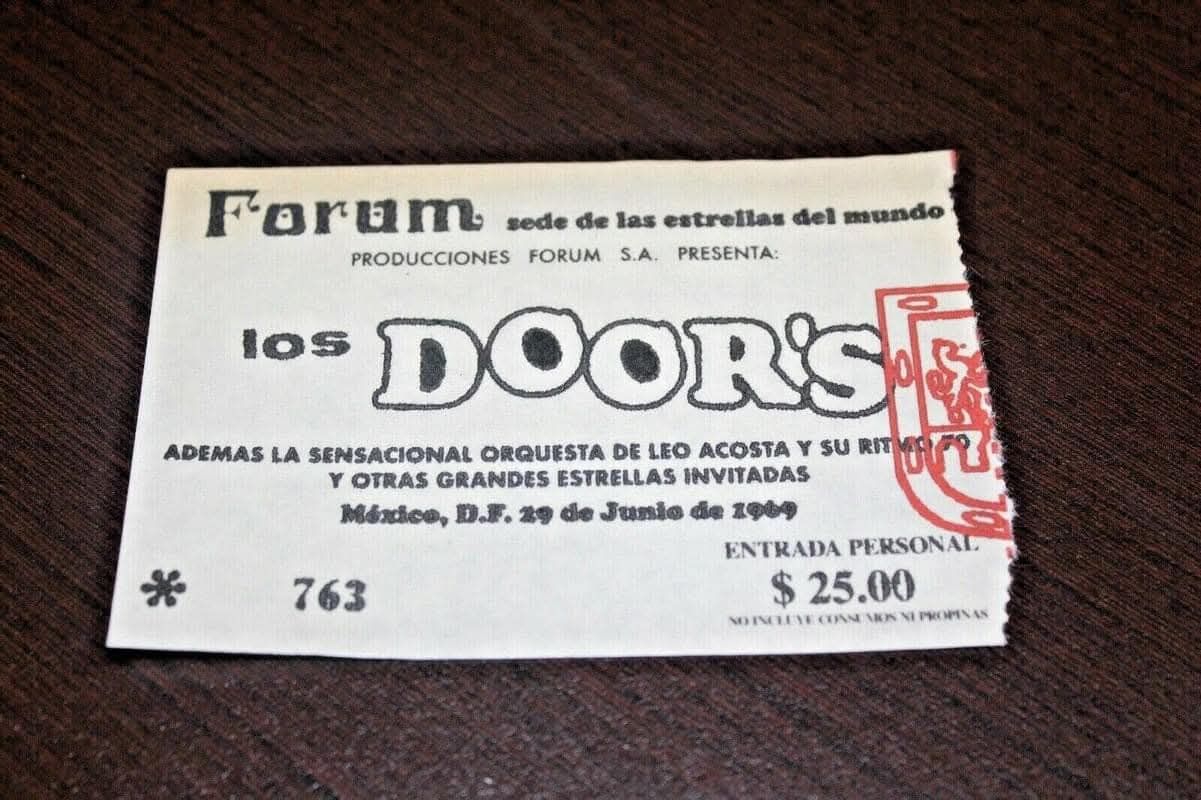 Forum sede de las estrellas del mundo
PRODUCCIONES FORUM S.A. PRESENTA:
los DOOR'S
ADEMAS LA SENSACIONAL ORQUESTA DE LEO ACOSTA Y SU RITMO 70
Y OTRAS GRANDES ESTRELLAS INVITADAS
México, D.F. 29 de Junio de 1969
ENTRADA PERSONAL
* 763 $ 25.00
NO INCLUYE CONSUMOS NI PROPINAS